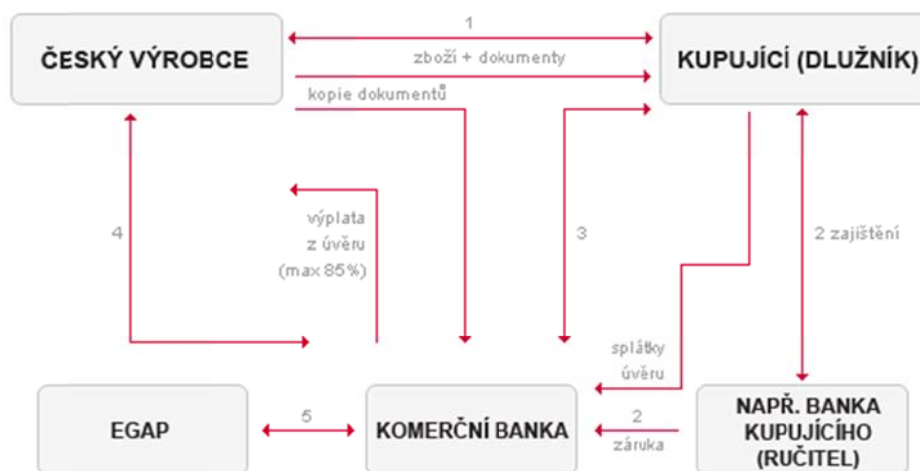 1
ČESKÝ VÝROBCE
KUPUJÍCÍ (DLUŽNÍK)
zboží + dokumenty
kopie dokumentů
4
výplata
z úvěru
(max 85%)
3
2 zajištění
splátky
úvěru
EGAP
5
KOMERČNÍ BANKA
2
záruka
NAPŘ. BANKA
KUPUJÍCÍHO
(RUČITEL)